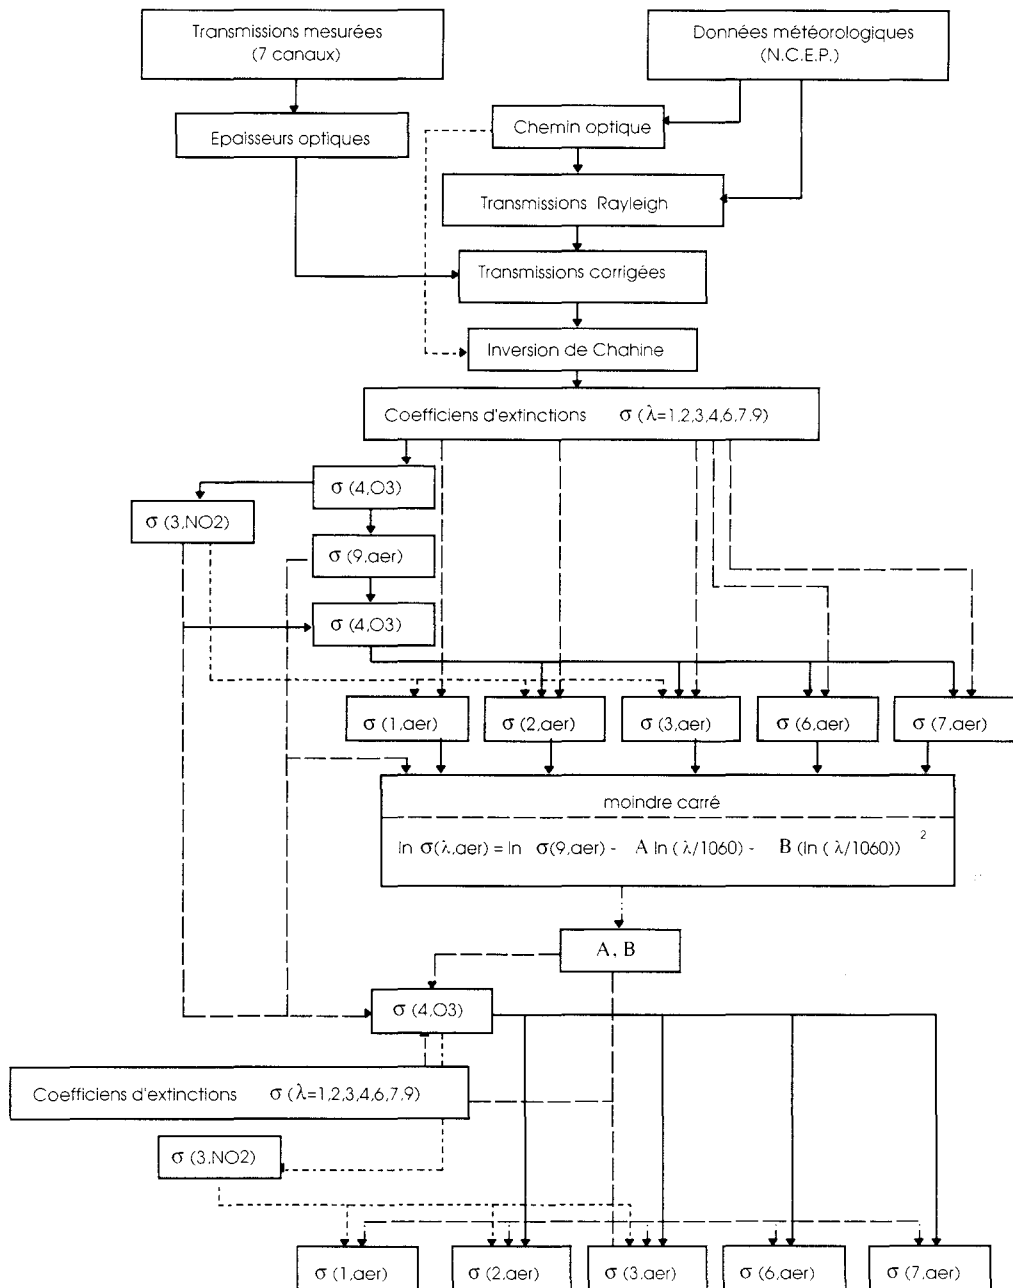 Transmissions mesurées
(7 canaux)
Données météorologiques
(N.C.E.P.)
Chemin optique
Epaisseurs optiques
Transmissions Rayleigh
Transmissions corrigées
Inversion de Chahine
Coefficiens d'extinctions σ (λ=1,2,3,4,6,7,9)
σ (4,O3)
σ (3,NO2)
σ (9,aer)
σ (4,O3)
σ (1,aer) σ (2,aer) σ (3,aer) σ (6,aer) σ (7,aer)
moindre carré
ln σ(λ,aer) = ln σ(9,aer) - A ln ( λ/1060) - B (ln ( λ/1060))²
A, B
σ (4,O3)
Coefficiens d'extinctions σ (λ=1,2,3,4,6,7,9)
σ (3,NO2)
σ (1,aer) σ (2,aer) σ (3,aer) σ (6,aer) σ (7,aer)